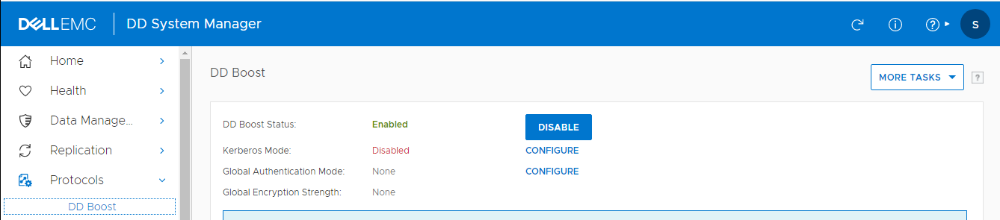 DELLEMC DD System Manager S
Home
Health
Data Manage...
Replication
Protocols
DD Boost
DD Boost
MORE TASKS ?
DD Boost Status: Enabled DISABLE
Kerberos Mode: Disabled CONFIGURE
Global Authentication Mode: None CONFIGURE
Global Encryption Strength: None